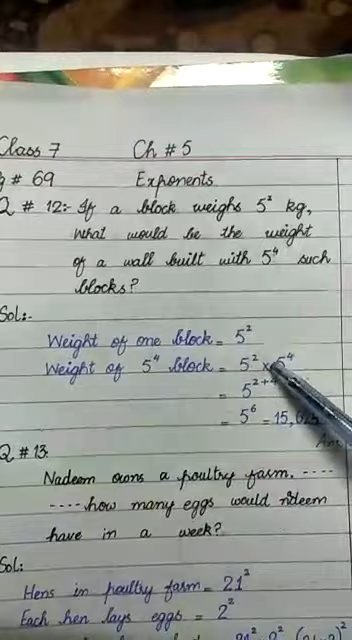 Class 7 Ch # 5
# 69 Exponents
Q # 12:- If a block weighs 5² kg,
What would be the weight
of a wall built with 5⁴ such
blocks?
Sol:-
Weight of one block = 5²
Weight of 5⁴ block = 5² × 5⁴
= 5²⁺⁴
= 5⁶ = 15,625
Ans
Q # 13
Nadeem owns a poultry farm. ----
---- how many eggs would ndeem
have in a week?
Sol:
Hens in poultry farm = 21²
Each hen lays eggs = 2²